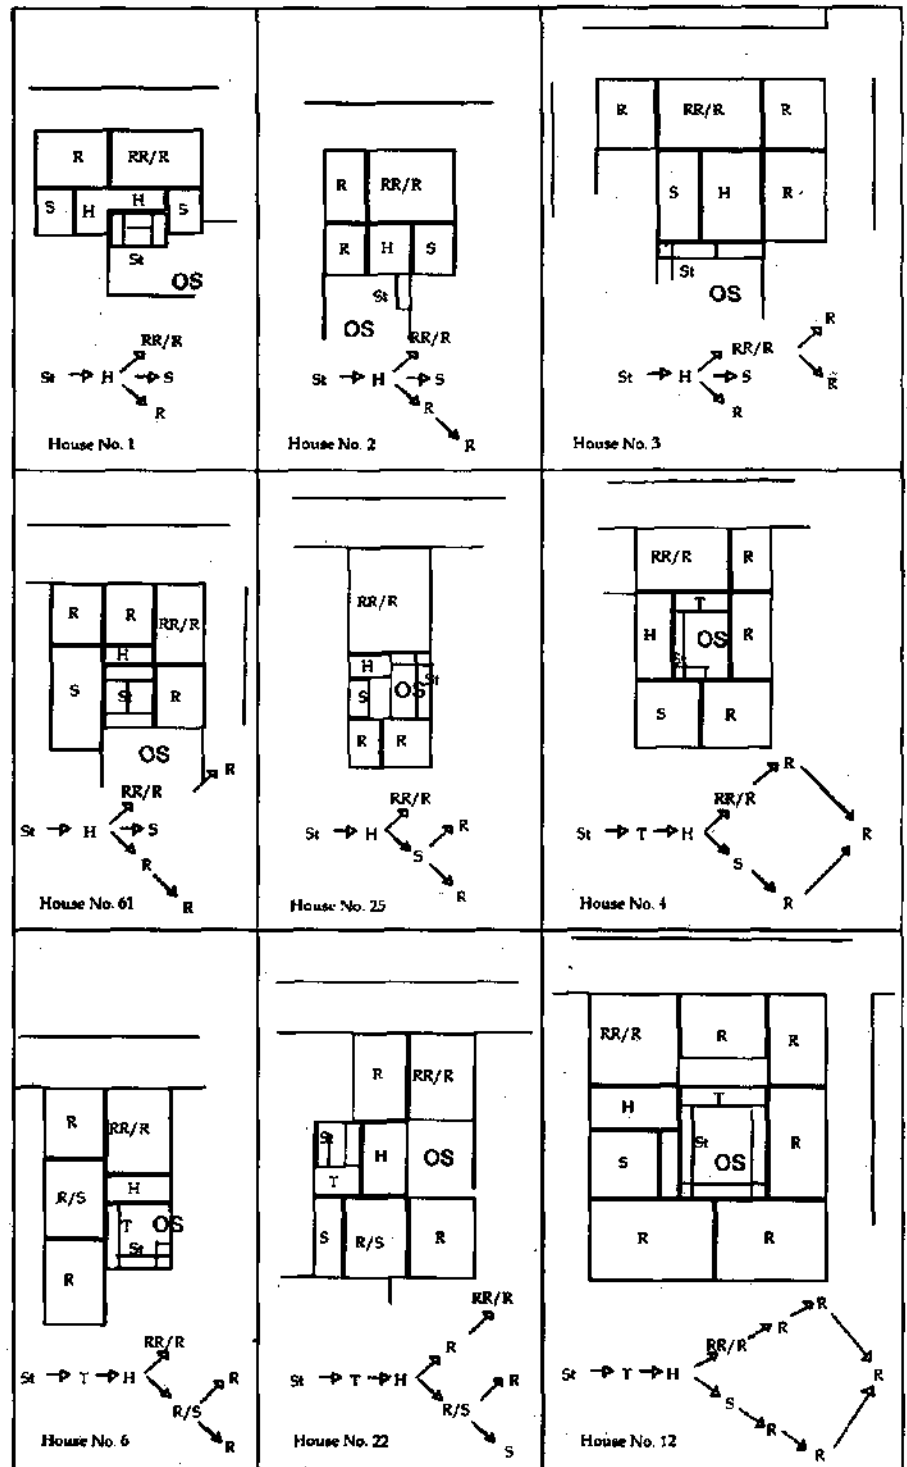 R RR/R
S H H S
St
OS
RR/R
St H S
R
House No. 1
R RR/R
R H S
St
OS
RR/R
St H S
R
R
House No. 2
R RR/R R
S H R
St
OS
R
RR/R
St H S R
R
House No. 3
R R RR/R
H
S St R
OS
R
RR/R
St H S
R
R
House No. 61
RR/R
H St
S OS
R R
RR/R
St H R
S
R
House No. 25
RR/R R
T
H OS R
St
S R
R
RR/R
St T H R
S
R
House No. 4
R RR/R
H
R/S
T OS
St
R
RR/R
St T H R
R/S
R
House No. 6
R RR/R
St
H OS
T
S R/S R
RR/R
R
St T H R
R/S
S
House No. 22
RR/R R R
H T
St R
S OS
R R
R
R
RR/R
St T H R
S
R
R
House No. 12